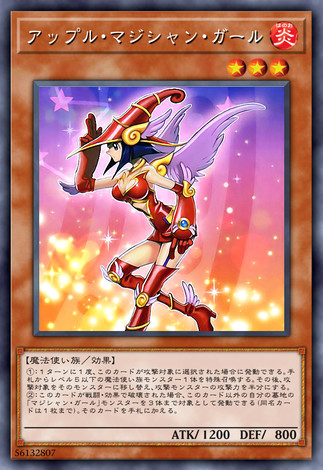 アップル・マジシャン・ガール
炎
ほのお
【魔法使い族/効果】
①:1ターンに1度、このカードが攻撃対象に選択された場合に発動できる。手
札からレベル5以下の魔法使い族モンスター1体を特殊召喚する。その後、攻
撃対象をそのモンスターに移し替え、攻撃モンスターの攻撃力を半分にする。
②:このカードが戦闘・効果で破壊された場合、このカード以外の自分の墓地の
「マジシャン・ガール」モンスターを3体まで対象として発動できる(同名カー
ドは1枚まで)。そのカードを手札に加える。
ATK/1200 DEF/ 800
56132807